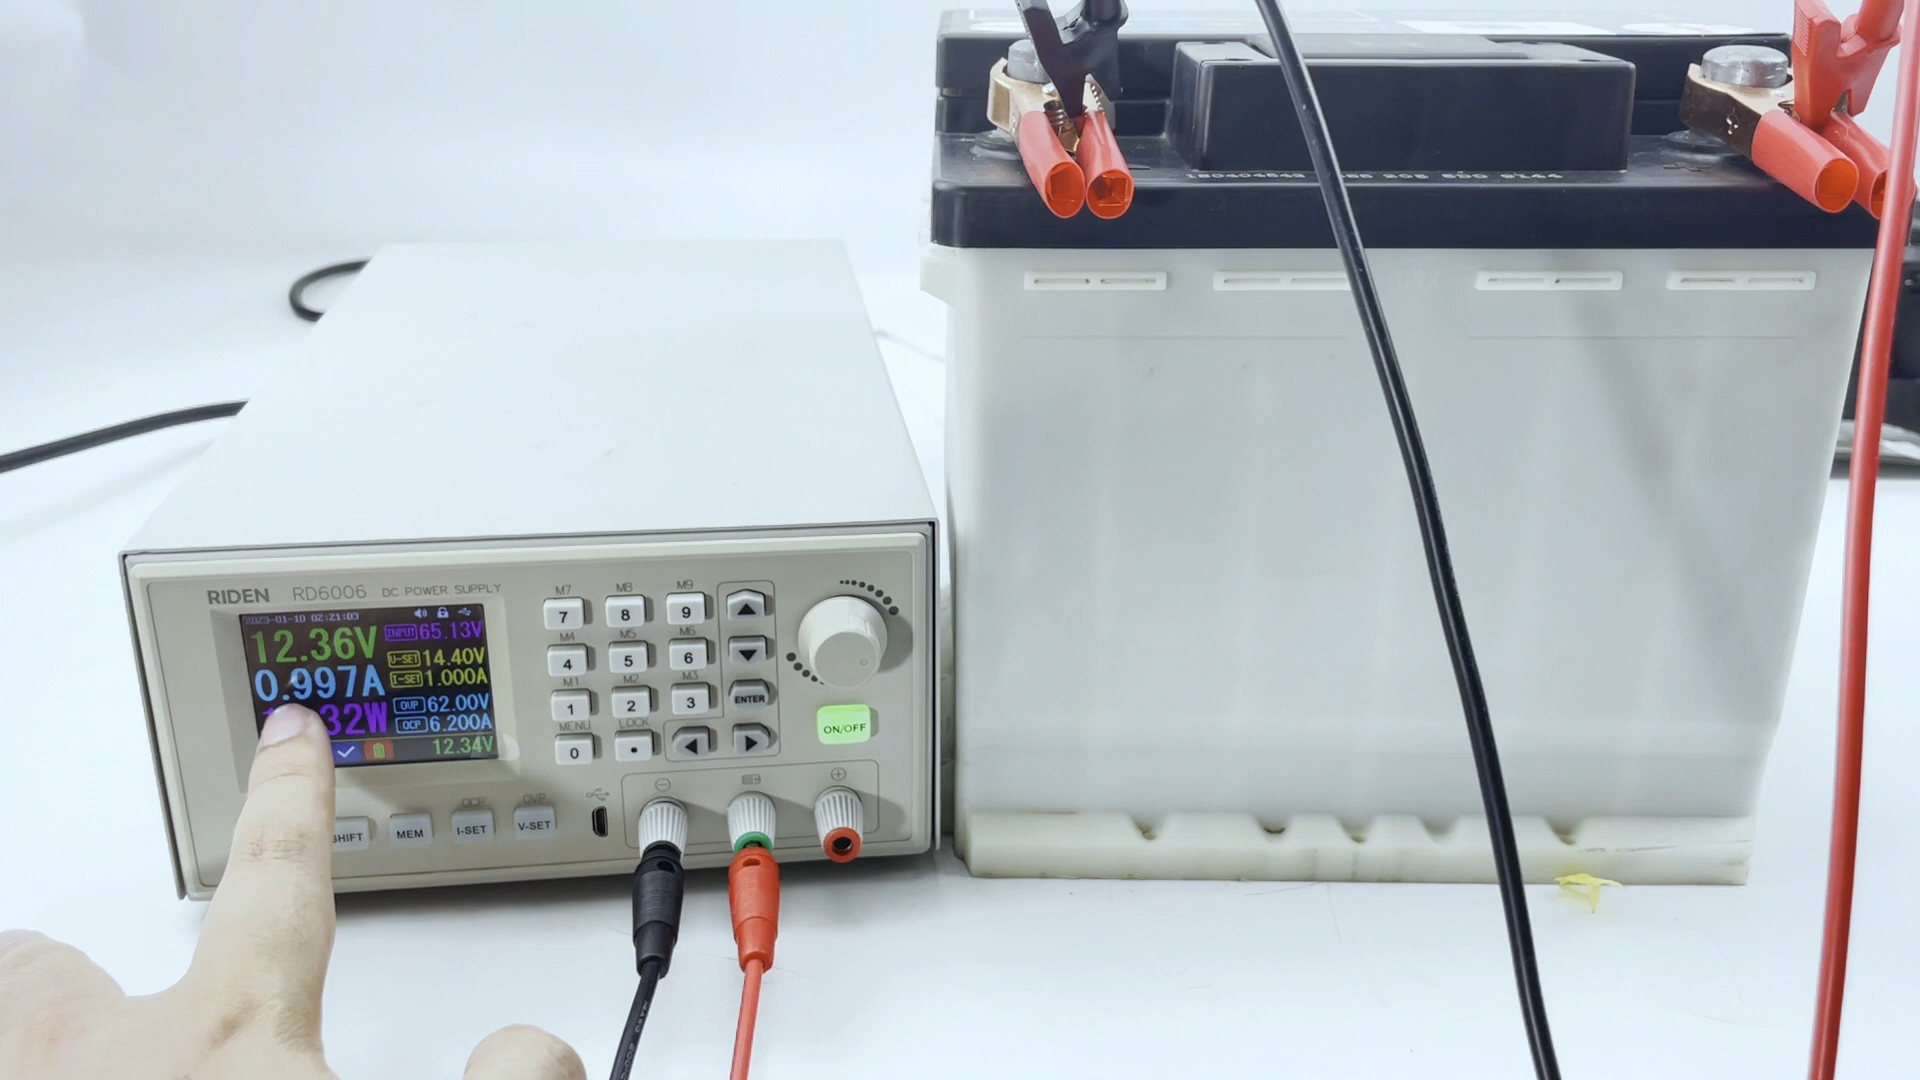 RIDEN RD6006 DC POWER SUPPLY
2023-01-10 02:21:03
12.36V
INPUT 65.13V
0.997A
V-SET 14.40V
I-SET 1.000A
32W
OVP 62.00V
OCP 6.200A
12.34V
M7 M8 M9
7 8 9
M4 M5 M6
4 5 6
M1 M2 M3
1 2 3 ENTER
MENU LOCK
0 .
ON/OFF
OCP OVP
SHIFT MEM I-SET V-SET